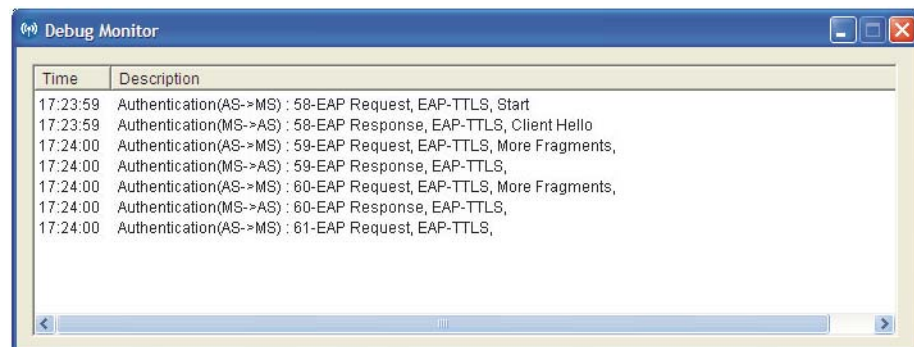 Debug Monitor
Time Description
17:23:59 Authentication(AS->MS) : 58-EAP Request, EAP-TTLS, Start
17:23:59 Authentication(MS->AS) : 58-EAP Response, EAP-TTLS, Client Hello
17:24:00 Authentication(AS->MS) : 59-EAP Request, EAP-TTLS, More Fragments,
17:24:00 Authentication(MS->AS) : 59-EAP Response, EAP-TTLS,
17:24:00 Authentication(AS->MS) : 60-EAP Request, EAP-TTLS, More Fragments,
17:24:00 Authentication(MS->AS) : 60-EAP Response, EAP-TTLS,
17:24:00 Authentication(AS->MS) : 61-EAP Request, EAP-TTLS,